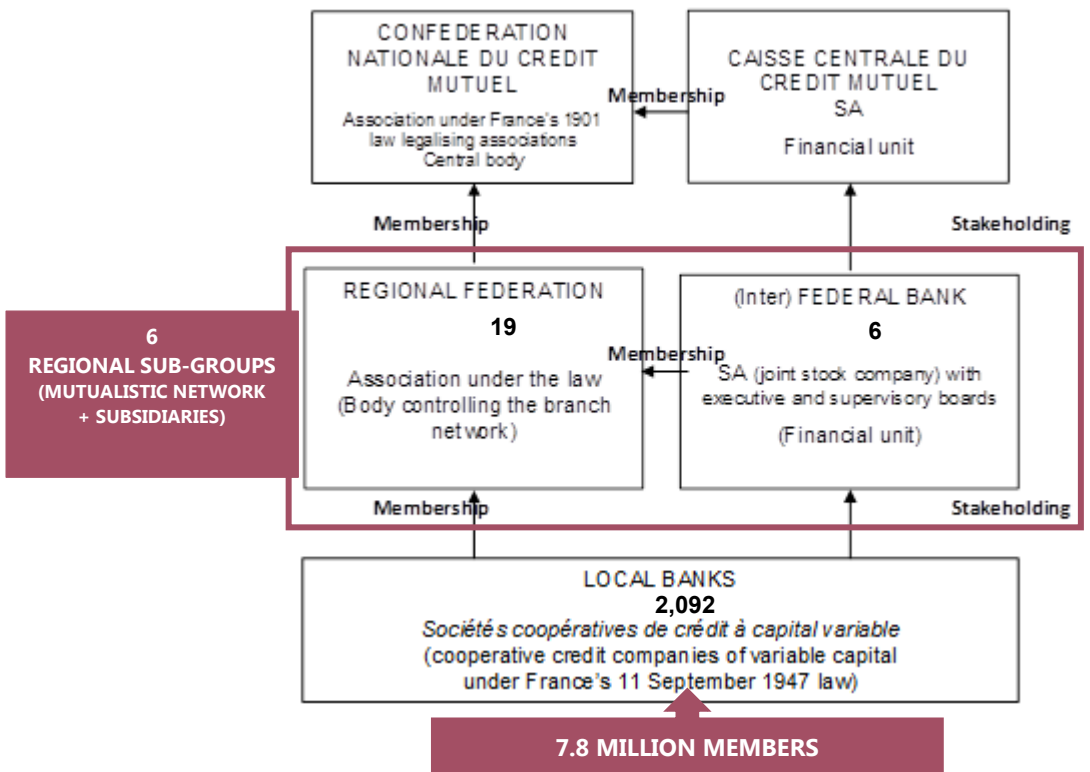 CONFEDERATION
NATIONALE DU CREDIT
MUTUEL
Association under France's 1901
law legalising associations
Central body
Membership
CAISSE CENTRALE DU
CREDIT MUTUEL
SA
Financial unit
Membership
Stakeholding
6
REGIONAL SUB-GROUPS
(MUTUALISTIC NETWORK
+ SUBSIDIARIES)
REGIONAL FEDERATION
19
Association under the law
(Body controlling the branch
network)
Membership
(Inter) FEDERAL BANK
6
SA (joint stock company) with
executive and supervisory boards
(Financial unit)
Membership
Stakeholding
LOCAL BANKS
2,092
Sociétés coopératives de crédit à capital variable
(cooperative credit companies of variable capital
under France's 11 September 1947 law)
7.8 MILLION MEMBERS